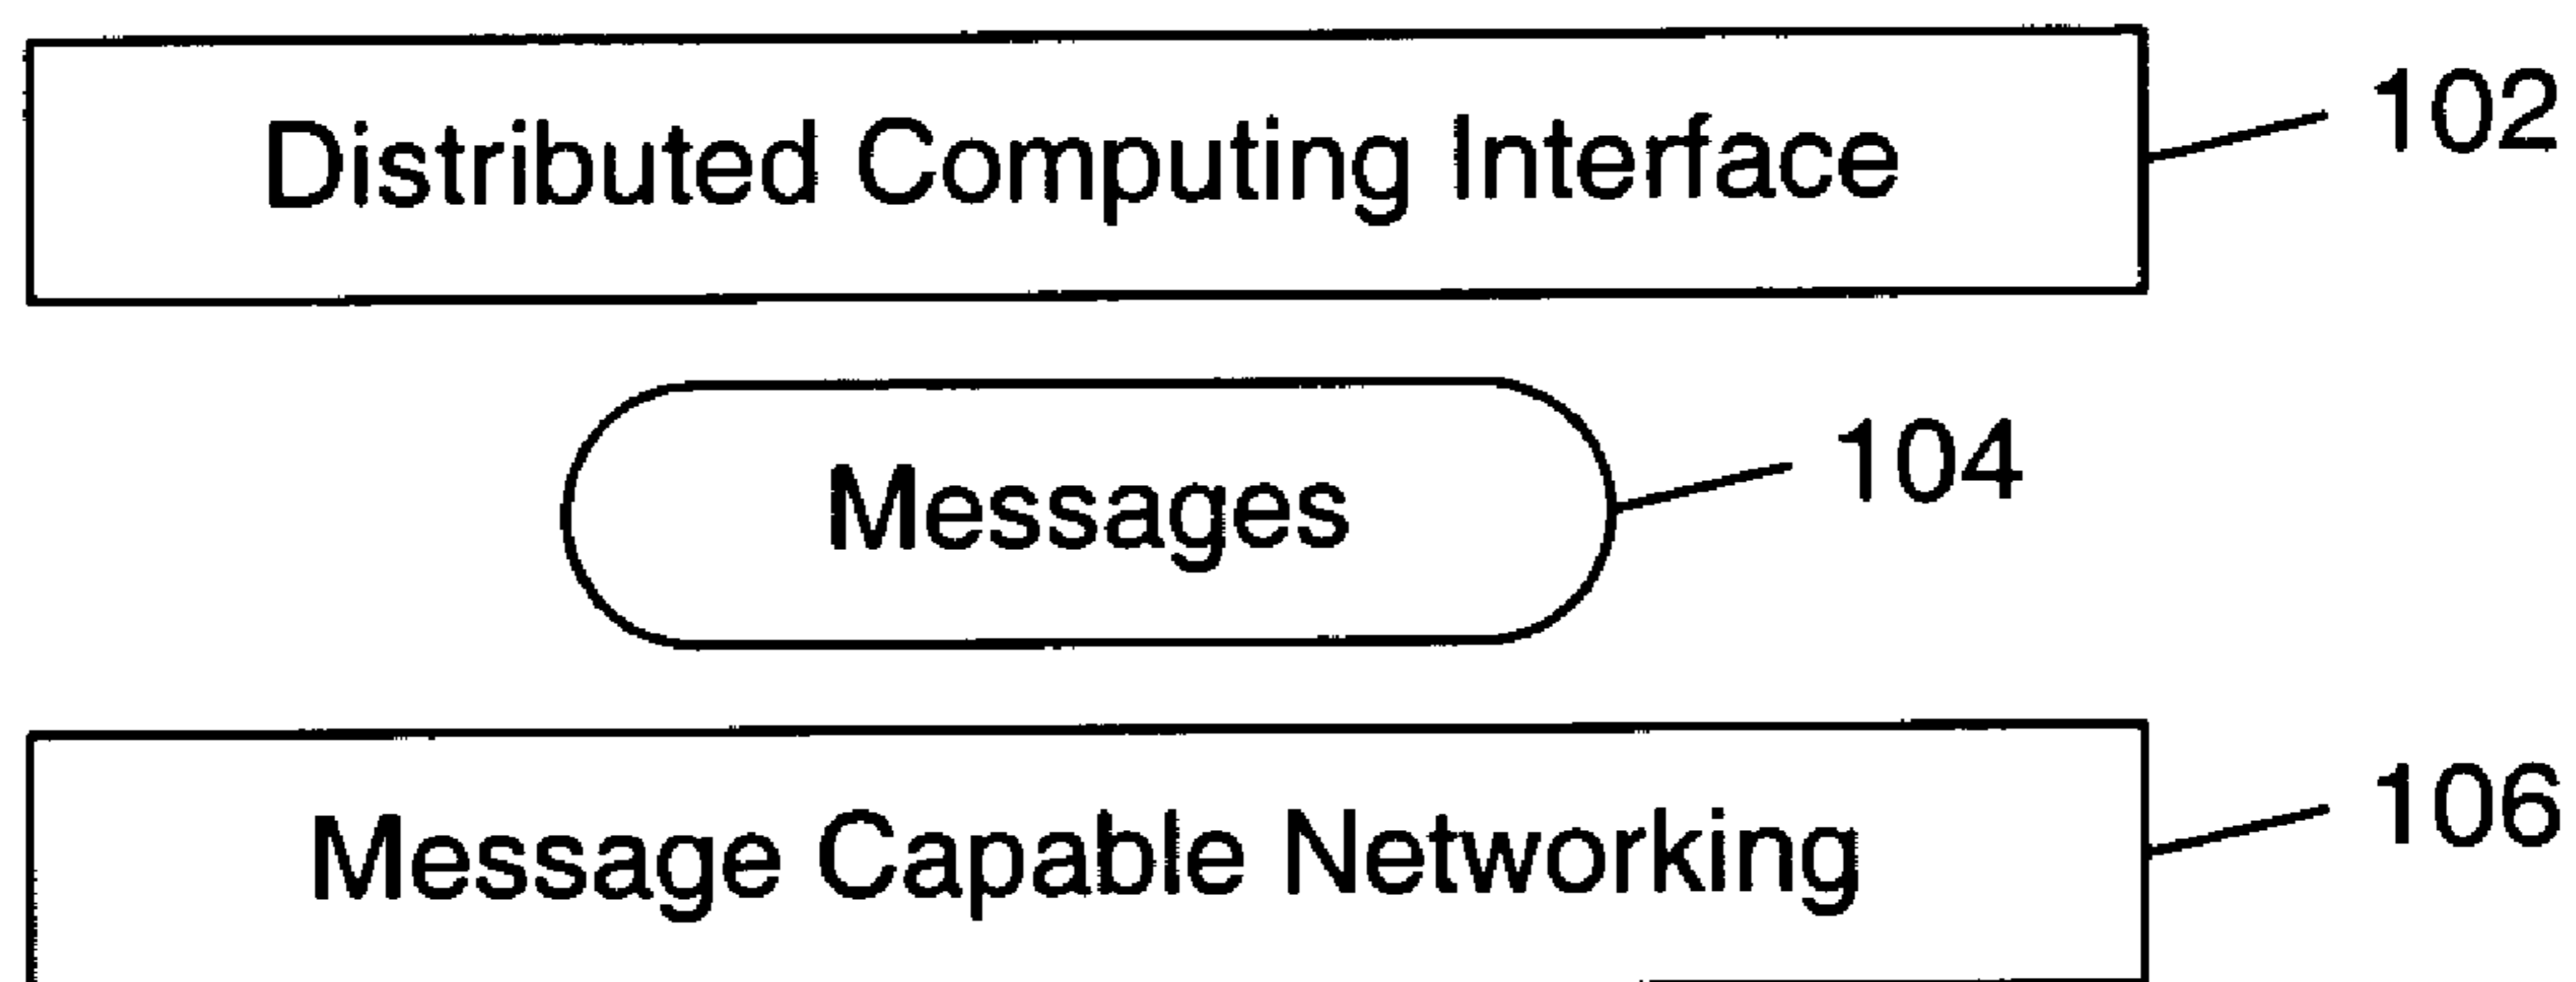 Distributed Computing Interface 102
Messages 104
Message Capable Networking 106